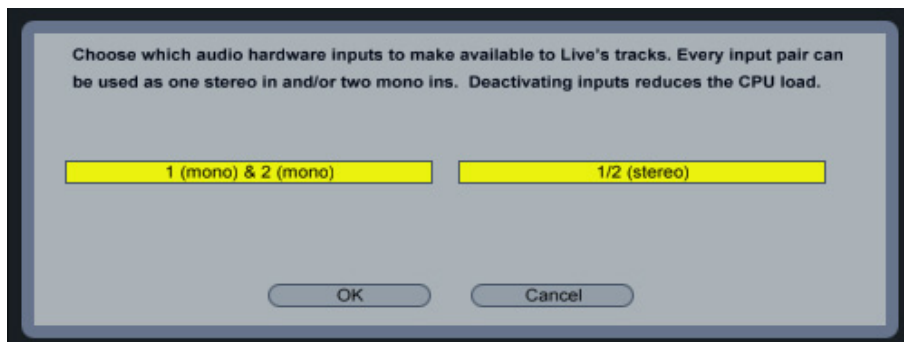 Choose which audio hardware inputs to make available to Live's tracks. Every input pair can
be used as one stereo in and/or two mono ins.  Deactivating inputs reduces the CPU load.
1 (mono) & 2 (mono)
1/2 (stereo)
OK
Cancel